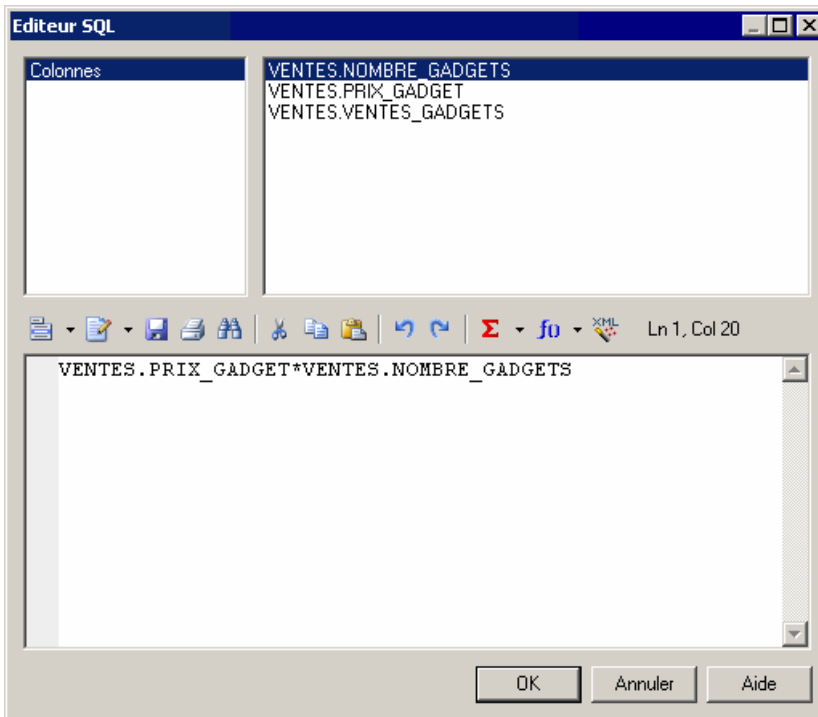 Editeur SQL
Colonnes
VENTES.NOMBRE_GADGETS
VENTES.PRIX_GADGET
VENTES.VENTES_GADGETS
Σ f() XML Ln 1, Col 20
VENTES.PRIX_GADGET*VENTES.NOMBRE_GADGETS
OK Annuler Aide